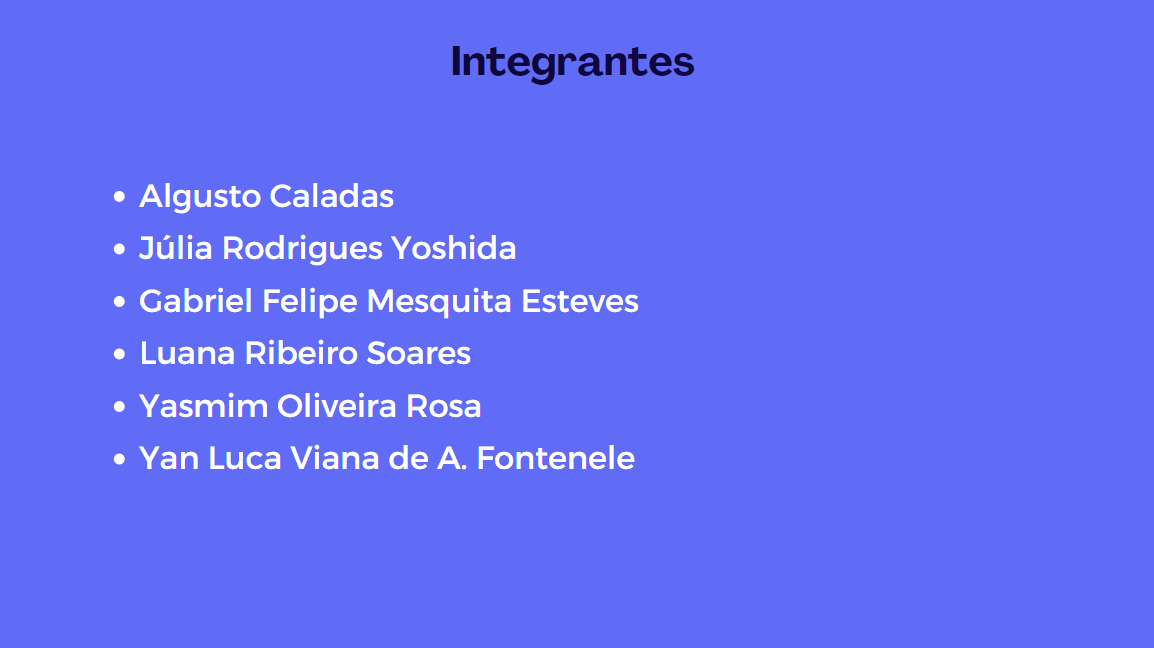 Integrantes
• Algusto Caladas
• Júlia Rodrigues Yoshida
• Gabriel Felipe Mesquita Esteves
• Luana Ribeiro Soares
• Yasmim Oliveira Rosa
• Yan Luca Viana de A. Fontenele